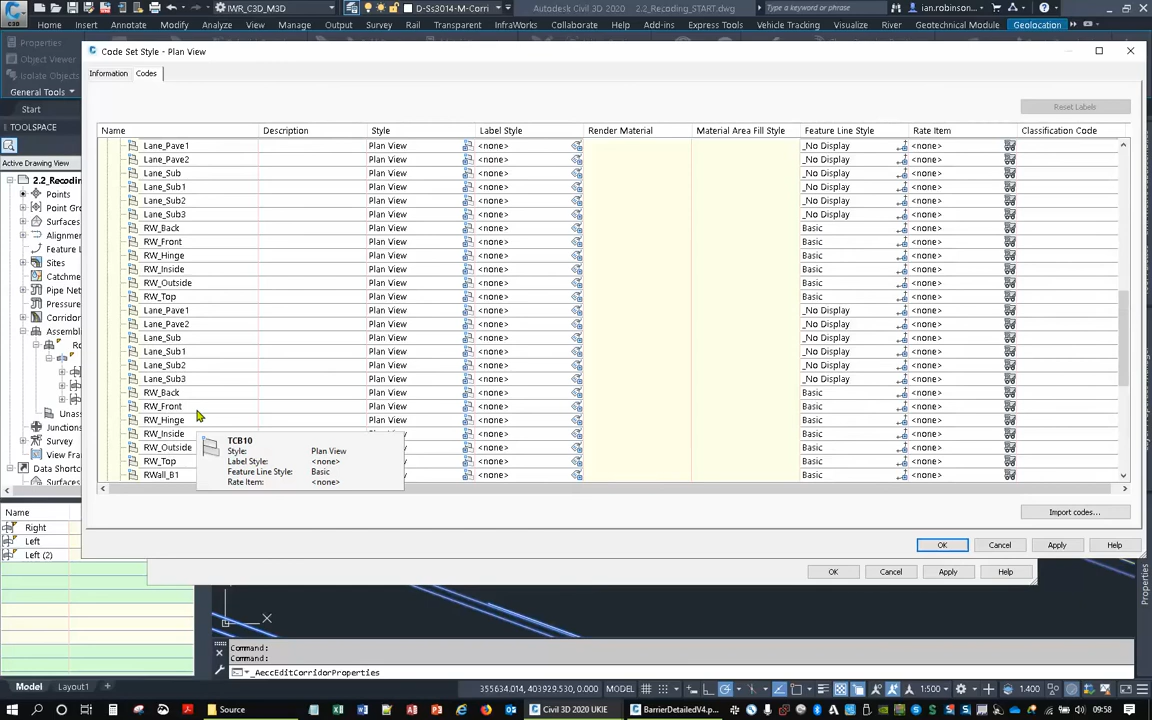 IWR_C3D_M3D
D-Ss3014-M-Corri
Autodesk Civil 3D 2020 2.2_Recoding_START.dwg
Type a keyword or phrase
ian.robinson...
Home Insert Annotate Modify Analyze View Manage Output Survey Rail Transparent InfraWorks Collaborate Help Add-ins Express Tools Vehicle Tracking Visualize River Geotechnical Module Geolocation
Properties
Object Viewer
Isolate Objects
General Tools
Start
TOOLSPACE
Active Drawing View
2.2_Recoding
Points
Point Gr
Surfaces
Alignme
Feature L
Sites
Catchme
Pipe Net
Pressure
Corridor
Assemb
Ro
Unass
Junction
Survey
View Fram
Data Shortc
Surfaces
Code Set Style - Plan View
Information Codes
Reset Labels
Name Description Style Label Style Render Material Material Area Fill Style Feature Line Style Rate Item Classification Code
Lane_Pave1 Plan View <none> _No Display <none>
Lane_Pave2 Plan View <none> _No Display <none>
Lane_Sub Plan View <none> _No Display <none>
Lane_Sub1 Plan View <none> _No Display <none>
Lane_Sub2 Plan View <none> _No Display <none>
Lane_Sub3 Plan View <none> _No Display <none>
RW_Back Plan View <none> Basic <none>
RW_Front Plan View <none> Basic <none>
RW_Hinge Plan View <none> Basic <none>
RW_Inside Plan View <none> Basic <none>
RW_Outside Plan View <none> Basic <none>
RW_Top Plan View <none> Basic <none>
Lane_Pave1 Plan View <none> _No Display <none>
Lane_Pave2 Plan View <none> _No Display <none>
Lane_Sub Plan View <none> _No Display <none>
Lane_Sub1 Plan View <none> _No Display <none>
Lane_Sub2 Plan View <none> _No Display <none>
Lane_Sub3 Plan View <none> _No Display <none>
RW_Back Plan View <none> Basic <none>
RW_Front Plan View <none> Basic <none>
RW_Hinge Plan View <none> Basic <none>
RW_Inside <none> Basic <none>
RW_Outside <none> Basic <none>
RW_Top <none> Basic <none>
RWall_B1 <none> Basic <none>
TCB10
Style: Plan View
Label Style: <none>
Feature Line Style: Basic
Rate Item: <none>
Import codes...
OK Cancel Apply Help
OK Cancel Apply Help
Name
Right
Left
Left (2)
Properties
Command:
Command:
_AeccEditCorridorProperties
Model Layout1 +
355634.014, 403929.530, 0.000 MODEL 1:500 1.400
Source
Civil 3D 2020 UKIE
BarrierDetailedV4.p...
09:58